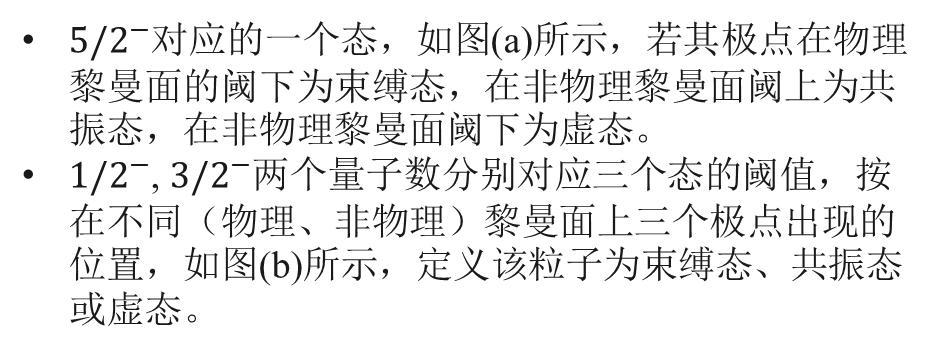 • 5/2⁻对应的一个态，如图(a)所示，若其极点在物理
黎曼面的阈下为束缚态，在非物理黎曼面阈上为共
振态，在非物理黎曼面阈下为虚态。
• 1/2⁻, 3/2⁻两个量子数分别对应三个态的阈值，按
在不同（物理、非物理）黎曼面上三个极点出现的
位置，如图(b)所示，定义该粒子为束缚态、共振态
或虚态。